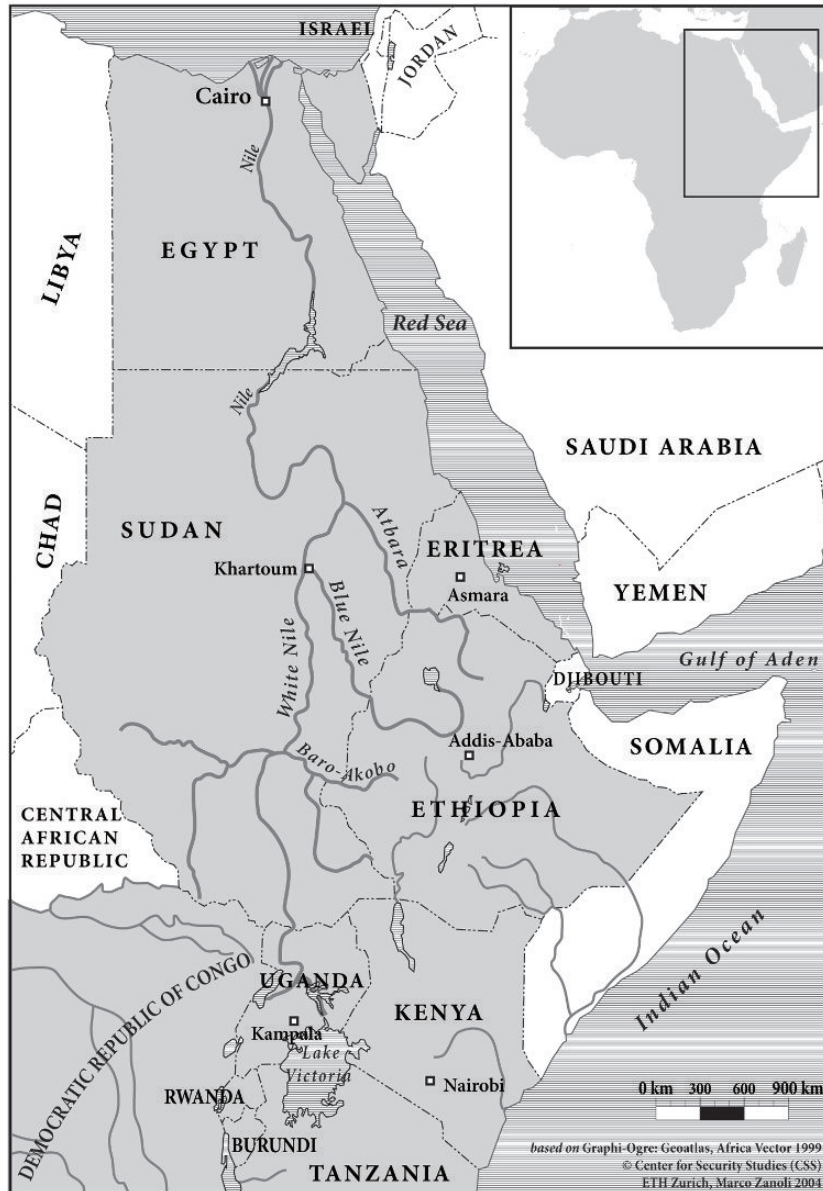 ISRAEL
JORDAN
Cairo
Nile
EGYPT
LIBYA
Red Sea
Nile
SAUDI ARABIA
CHAD
SUDAN
Atbara
ERITREA
Khartoum
Asmara
YEMEN
Blue Nile
White Nile
Gulf of Aden
DJIBOUTI
Addis-Ababa
SOMALIA
Baro-Akobo
ETHIOPIA
CENTRAL
AFRICAN
REPUBLIC
Indian Ocean
DEMOCRATIC REPUBLIC OF CONGO
UGANDA
KENYA
Kampala
Lake
Victoria
Nairobi
RWANDA
0 km 300 600 900 km
BURUNDI
TANZANIA
based on Graphi-Ogre: Geoatlas, Africa Vector 1999
© Center for Security Studies (CSS)
ETH Zurich, Marco Zanoli 2004